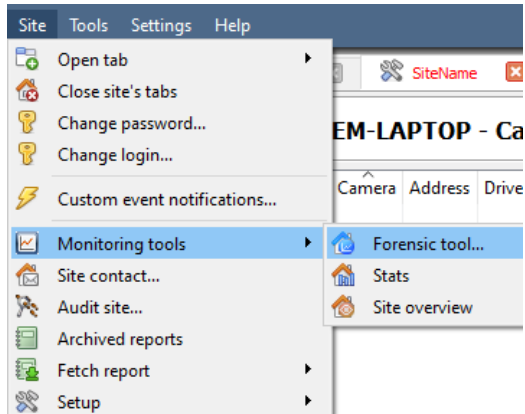 Site Tools Settings Help
Open tab
Close site's tabs
SiteName
Change password...
EM-LAPTOP - Ca
Change login...
Camera Address Drive
Custom event notifications...
Monitoring tools
Forensic tool...
Site contact...
Stats
Audit site...
Site overview
Archived reports
Fetch report
Setup